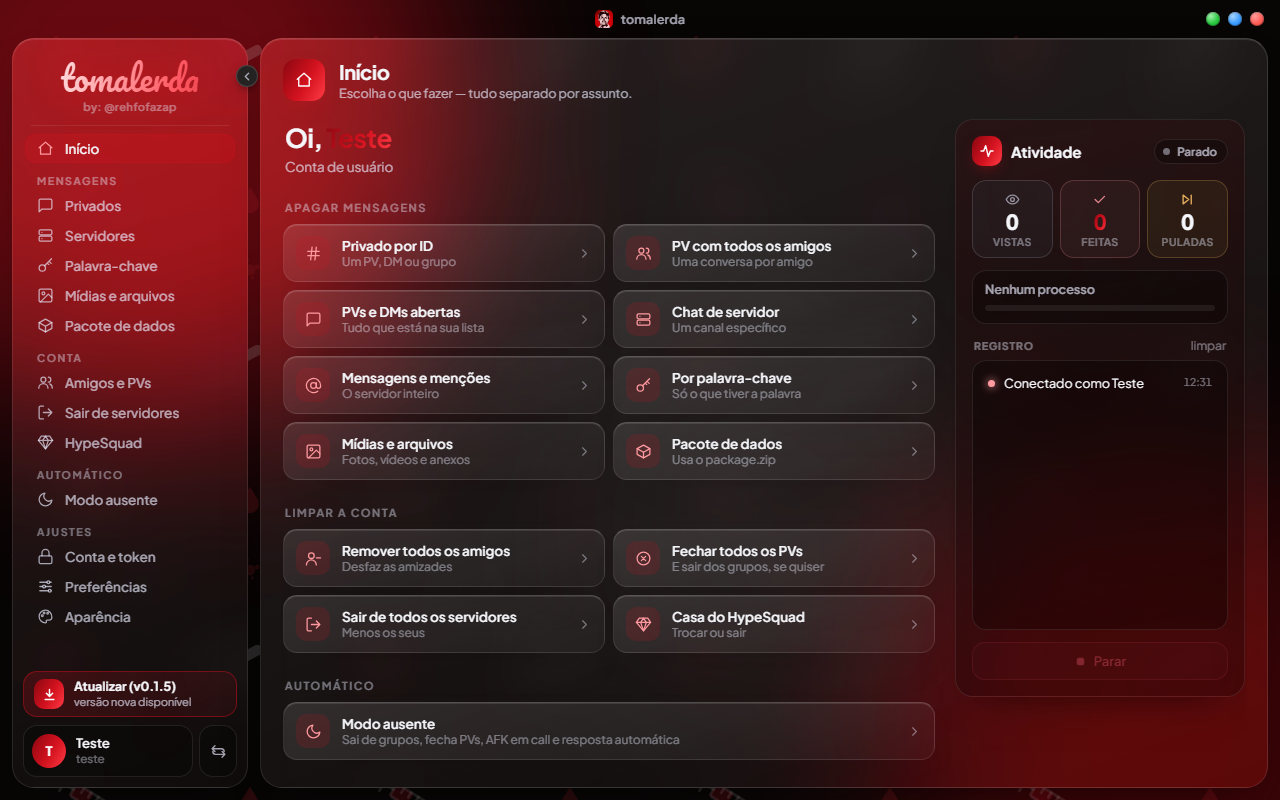 tomalerda
tomalerda
by: @rehfofazap
Início
MENSAGENS
Privados
Servidores
Palavra-chave
Mídias e arquivos
Pacote de dados
CONTA
Amigos e PVs
Sair de servidores
HypeSquad
AUTOMÁTICO
Modo ausente
AJUSTES
Conta e token
Preferências
Aparência
Atualizar (v0.1.5)
versão nova disponível
T
Teste
teste
Início
Escolha o que fazer — tudo separado por assunto.
Oi, Teste
Conta de usuário
APAGAR MENSAGENS
Privado por ID
Um PV, DM ou grupo
PV com todos os amigos
Uma conversa por amigo
PVs e DMs abertas
Tudo que está na sua lista
Chat de servidor
Um canal específico
Mensagens e menções
O servidor inteiro
Por palavra-chave
Só o que tiver a palavra
Mídias e arquivos
Fotos, vídeos e anexos
Pacote de dados
Usa o package.zip
LIMPAR A CONTA
Remover todos os amigos
Desfaz as amizades
Fechar todos os PVs
E sair dos grupos, se quiser
Sair de todos os servidores
Menos os seus
Casa do HypeSquad
Trocar ou sair
AUTOMÁTICO
Modo ausente
Sai de grupos, fecha PVs, AFK em call e resposta automática
Atividade
Parado
0
VISTAS
0
FEITAS
0
PULADAS
Nenhum processo
REGISTRO
limpar
Conectado como Teste
12:31
Parar